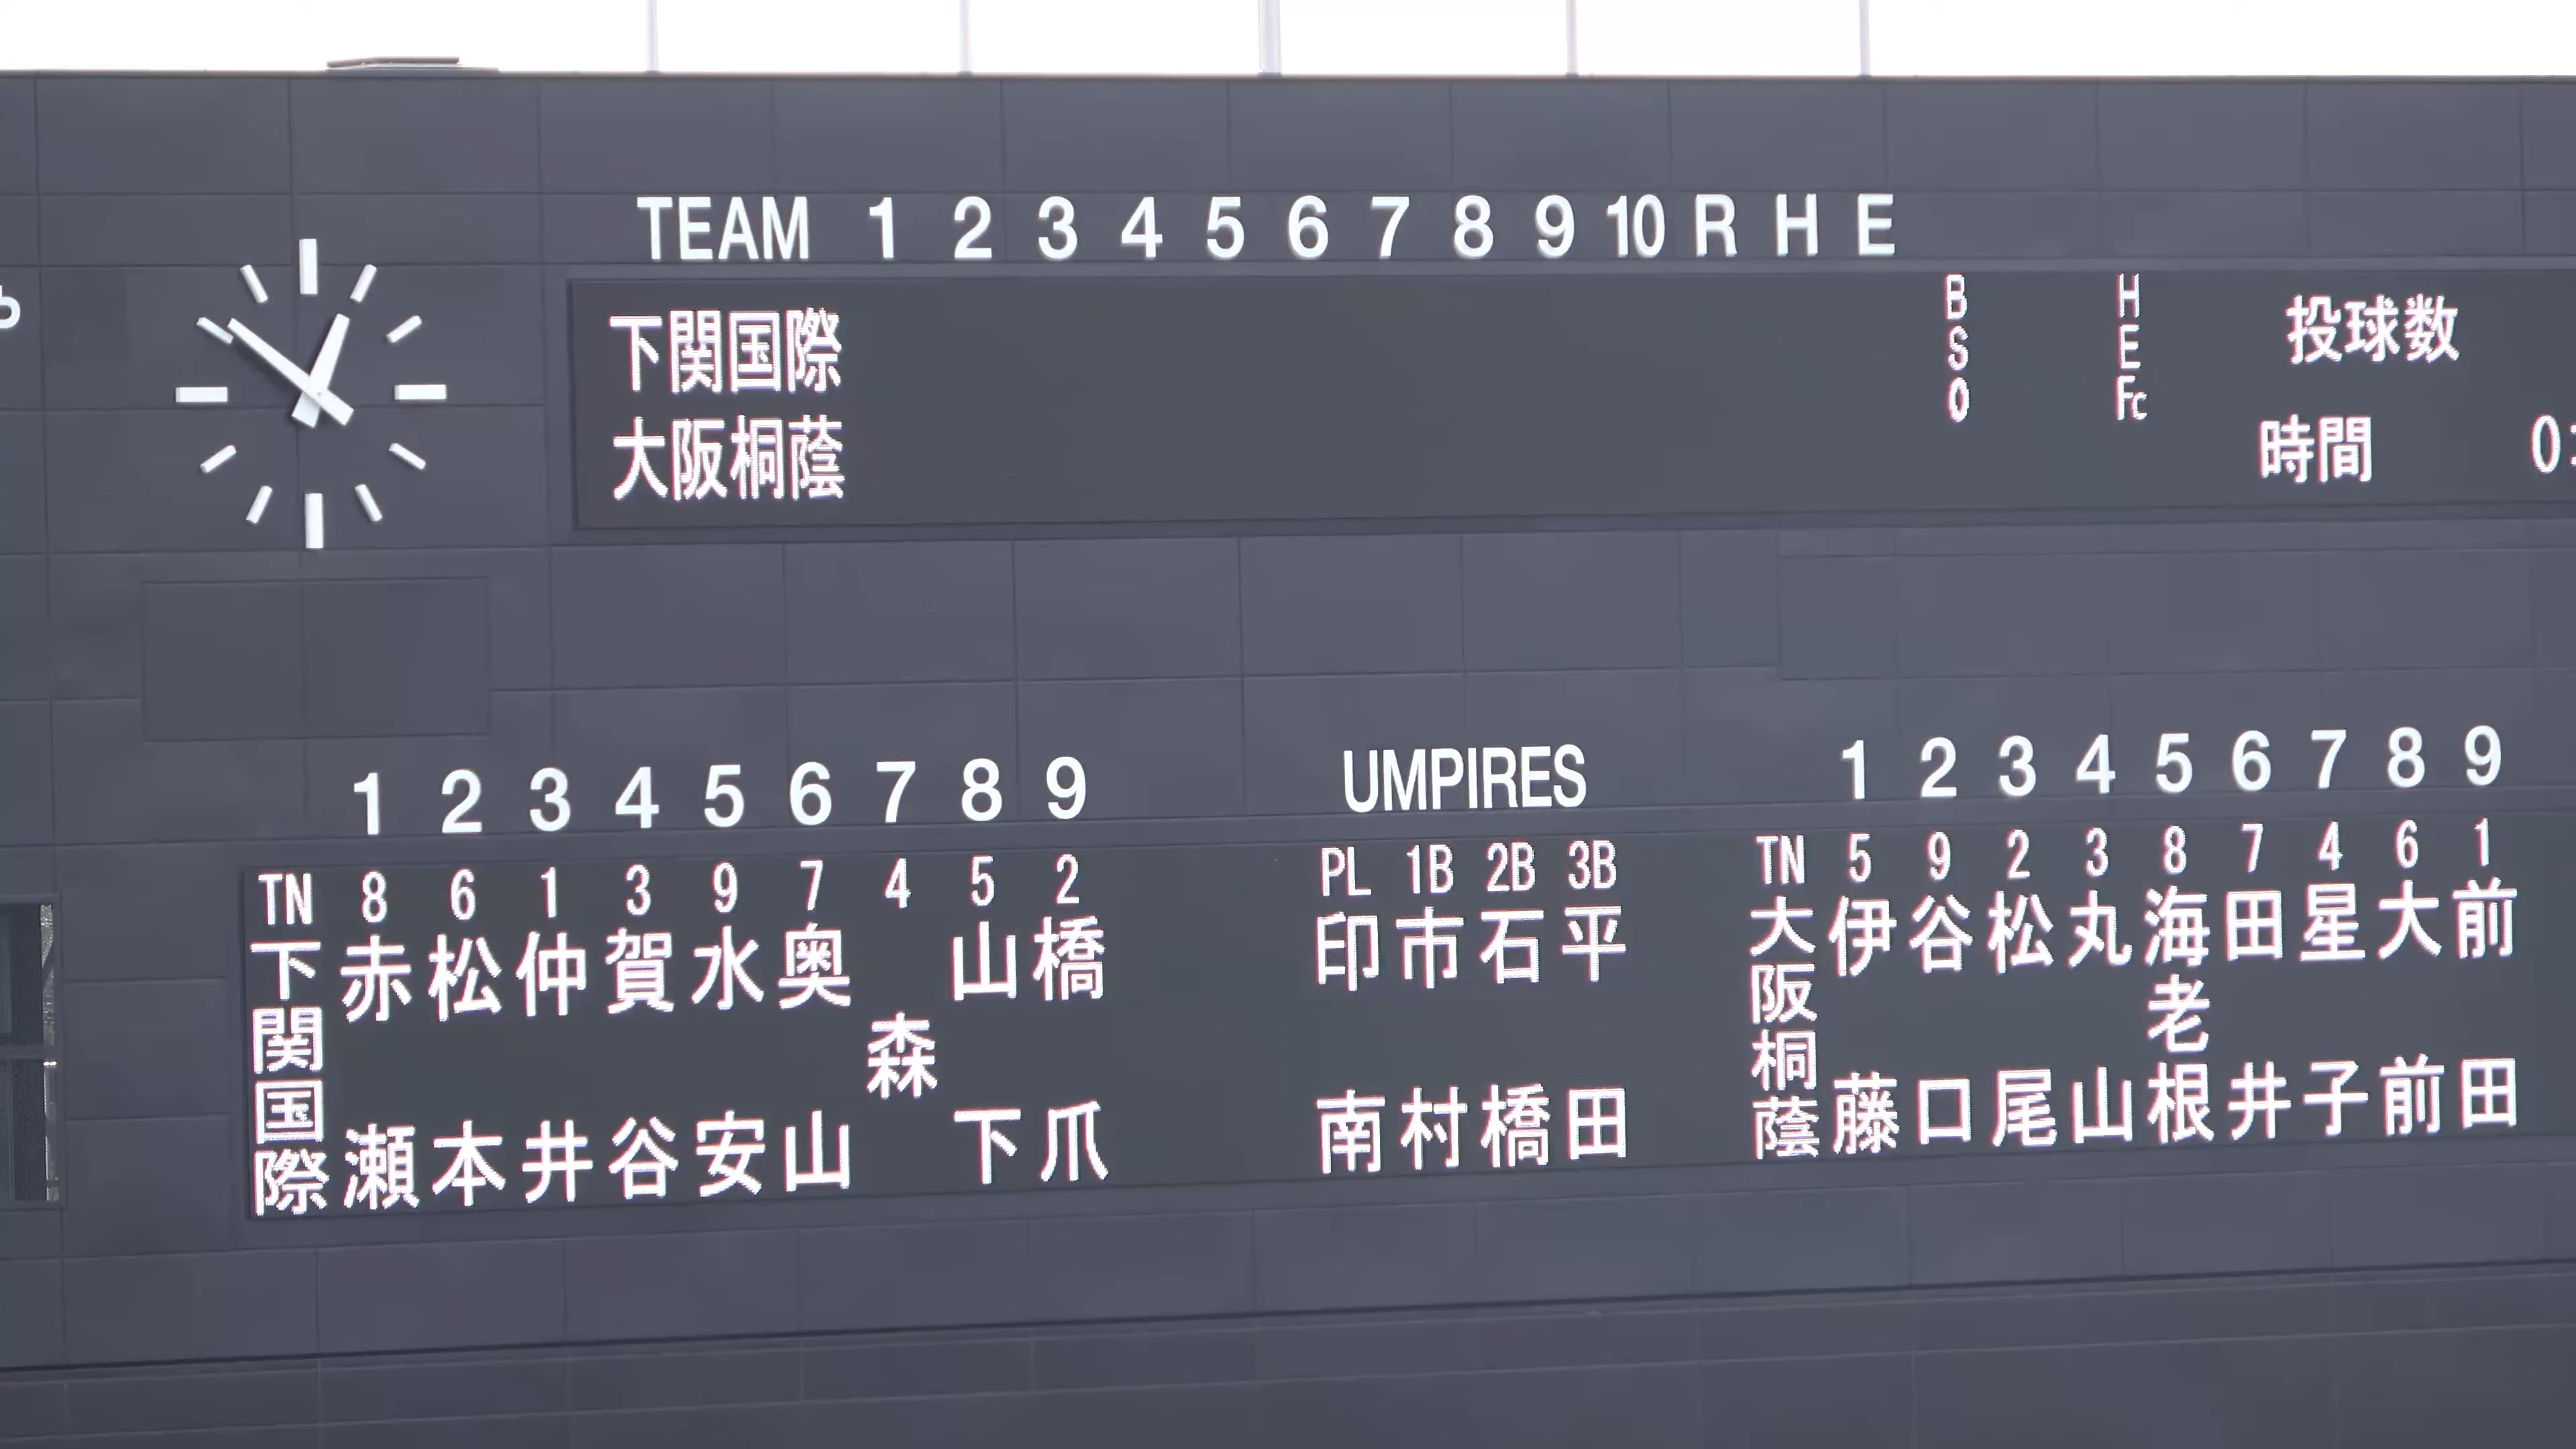 TEAM 1 2 3 4 5 6 7 8 9 10 R H E
下関国際
大阪桐蔭
B
S
O
H
E
Fc
投球数
時間 0:
1 2 3 4 5 6 7 8 9
TN 8 6 1 3 9 7 4 5 2
下関国際
赤瀬
松本
仲井
賀谷
水安
奥山
森
山下
橋爪
UMPIRES
PL 1B 2B 3B
印南
市村
石橋
平田
1 2 3 4 5 6 7 8 9
TN 5 9 2 3 8 7 4 6 1
大阪桐蔭
伊藤
谷口
松尾
丸山
海老根
田井
星子
大前
前田